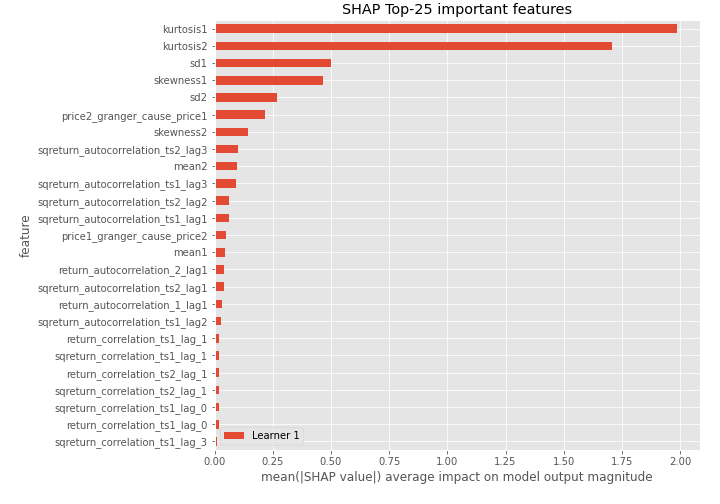 SHAP Top-25 important features
kurtosis1
kurtosis2
sd1
skewness1
sd2
price2_granger_cause_price1
skewness2
sqreturn_autocorrelation_ts2_lag3
mean2
sqreturn_autocorrelation_ts1_lag3
sqreturn_autocorrelation_ts2_lag2
sqreturn_autocorrelation_ts1_lag1
price1_granger_cause_price2
mean1
return_autocorrelation_2_lag1
sqreturn_autocorrelation_ts2_lag1
return_autocorrelation_1_lag1
sqreturn_autocorrelation_ts1_lag2
return_correlation_ts1_lag_1
sqreturn_correlation_ts1_lag_1
return_correlation_ts2_lag_1
sqreturn_correlation_ts2_lag_1
sqreturn_correlation_ts1_lag_0
return_correlation_ts1_lag_0
sqreturn_correlation_ts1_lag_3
feature
Learner 1
0.00 0.25 0.50 0.75 1.00 1.25 1.50 1.75 2.00
mean(|SHAP value|) average impact on model output magnitude